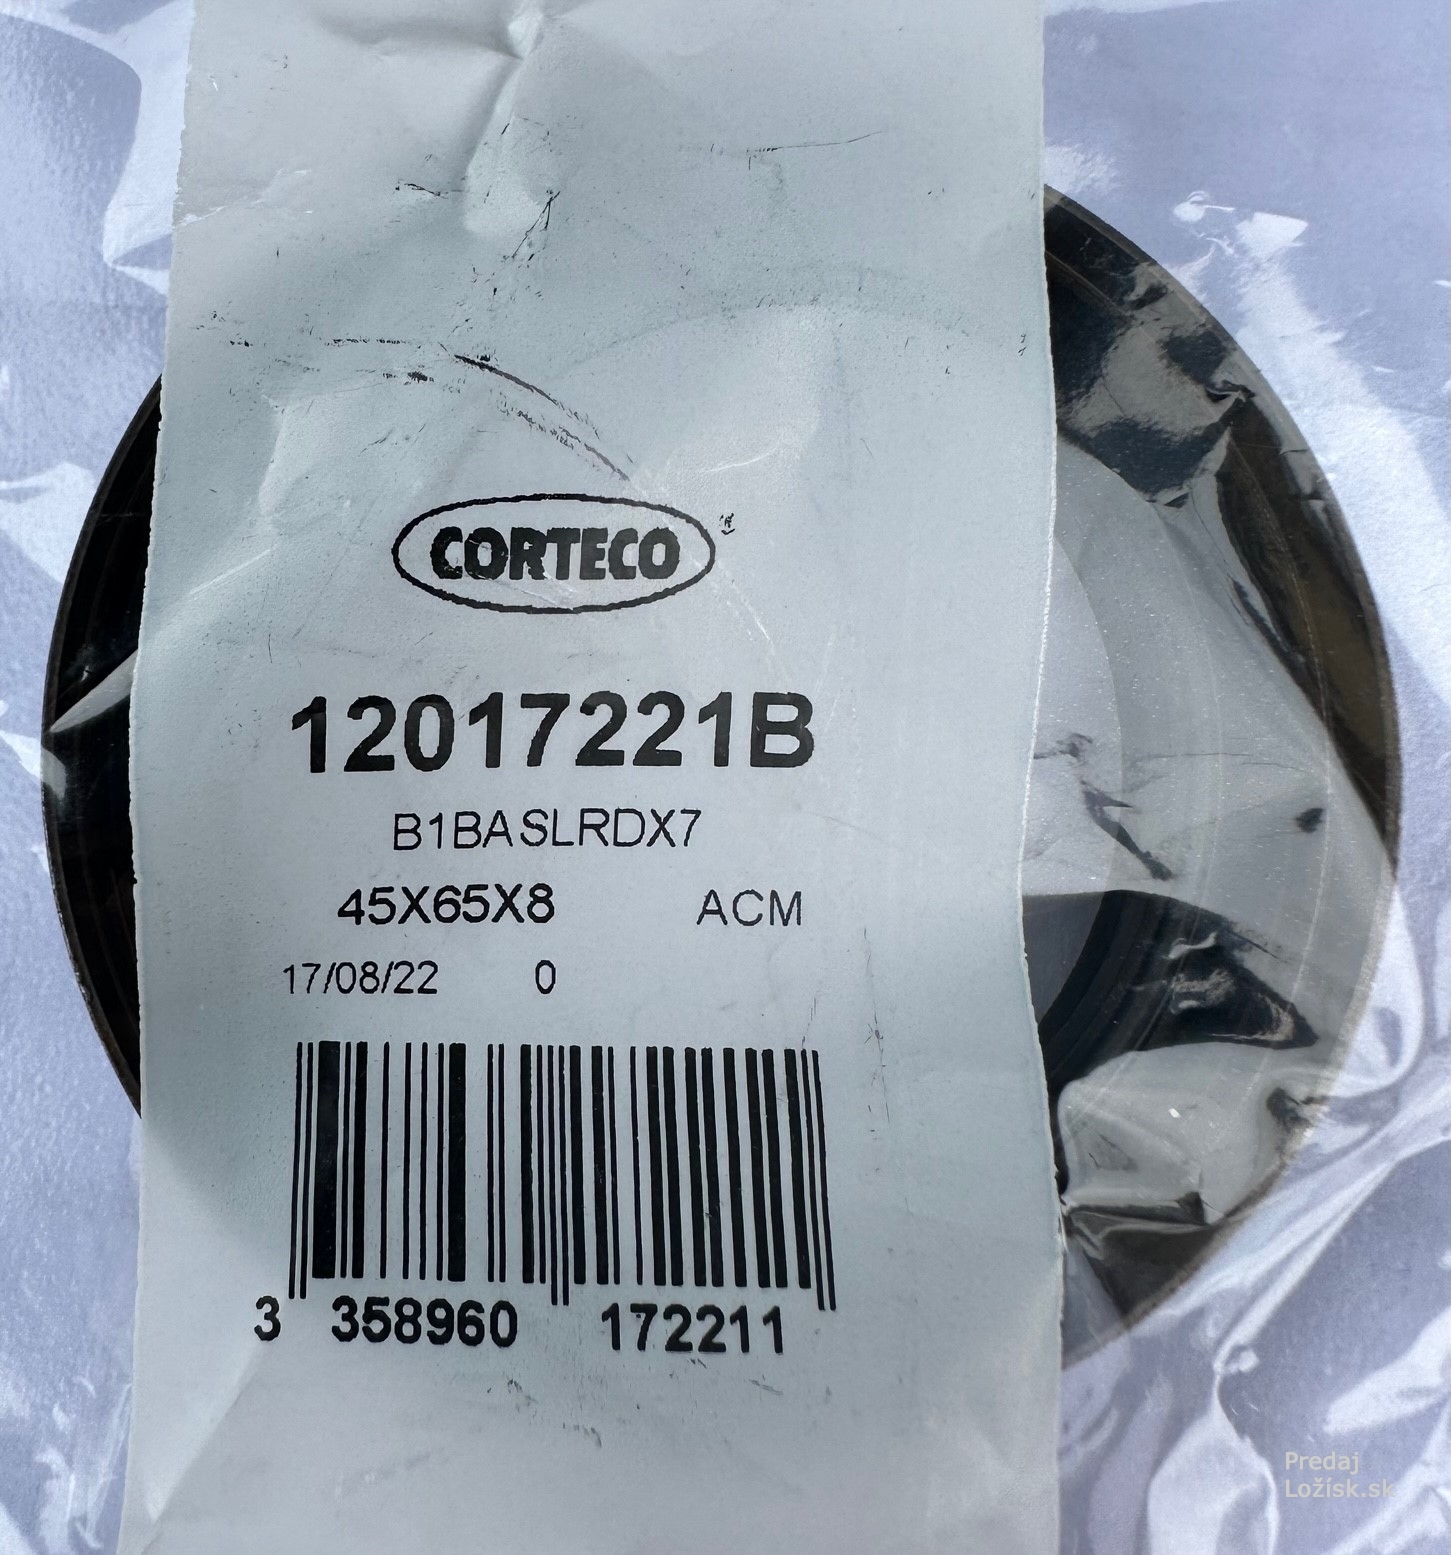 CORTECO
12017221B
B1BASLRDX7
45X65X8 ACM
17/08/22 0
3 358960 172211
Predaj
Ložísk.sk